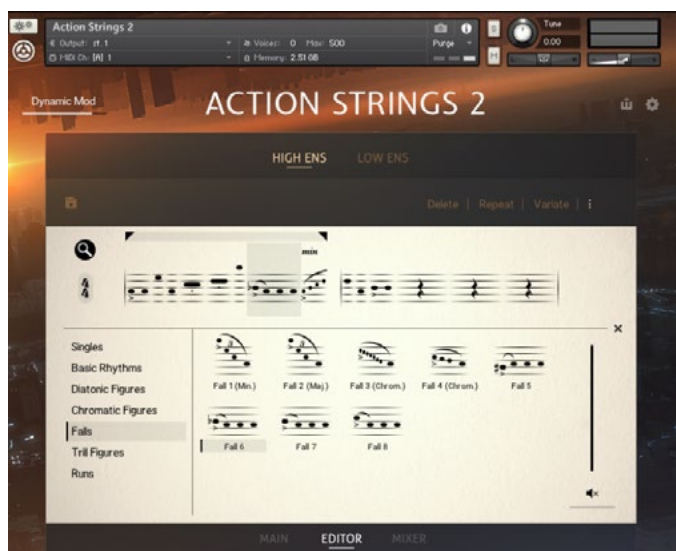 Action Strings 2
Output: st. 1
Voices: 0 Max: 500
Purge
MIDI Ch: [A] 1
Memory: 2.51 GB
S
M
Tune
0.00
Dynamic Mod
ACTION STRINGS 2
HIGH ENS LOW ENS
Delete | Repeat | Variate
min
4
4
Singles
Basic Rhythms
Diatonic Figures
Chromatic Figures
Falls
Trill Figures
Runs
3 3
Fall 1 (Min.) Fall 2 (Maj.) Fall 3 (Chrom.) Fall 4 (Chrom.) Fall 5
Fall 6 Fall 7 Fall 8
MAIN EDITOR MIXER